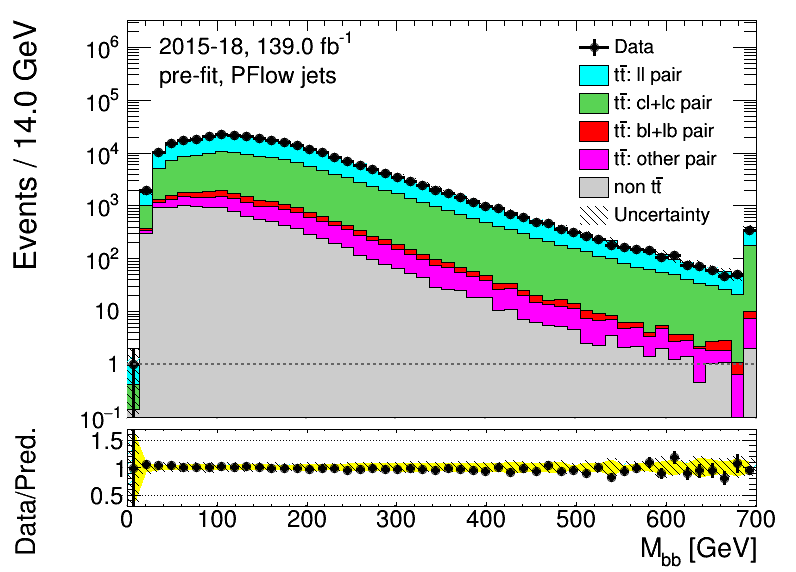 Events / 14.0 GeV
10⁶
10⁵
10⁴
10³
10²
10
1
10⁻¹
2015-18, 139.0 fb⁻¹
pre-fit, PFlow jets
Data
tt̄: ll pair
tt̄: cl+lc pair
tt̄: bl+lb pair
tt̄: other pair
non tt̄
Uncertainty
Data/Pred.
1.5
1
0.5
0 100 200 300 400 500 600 700
M_bb [GeV]